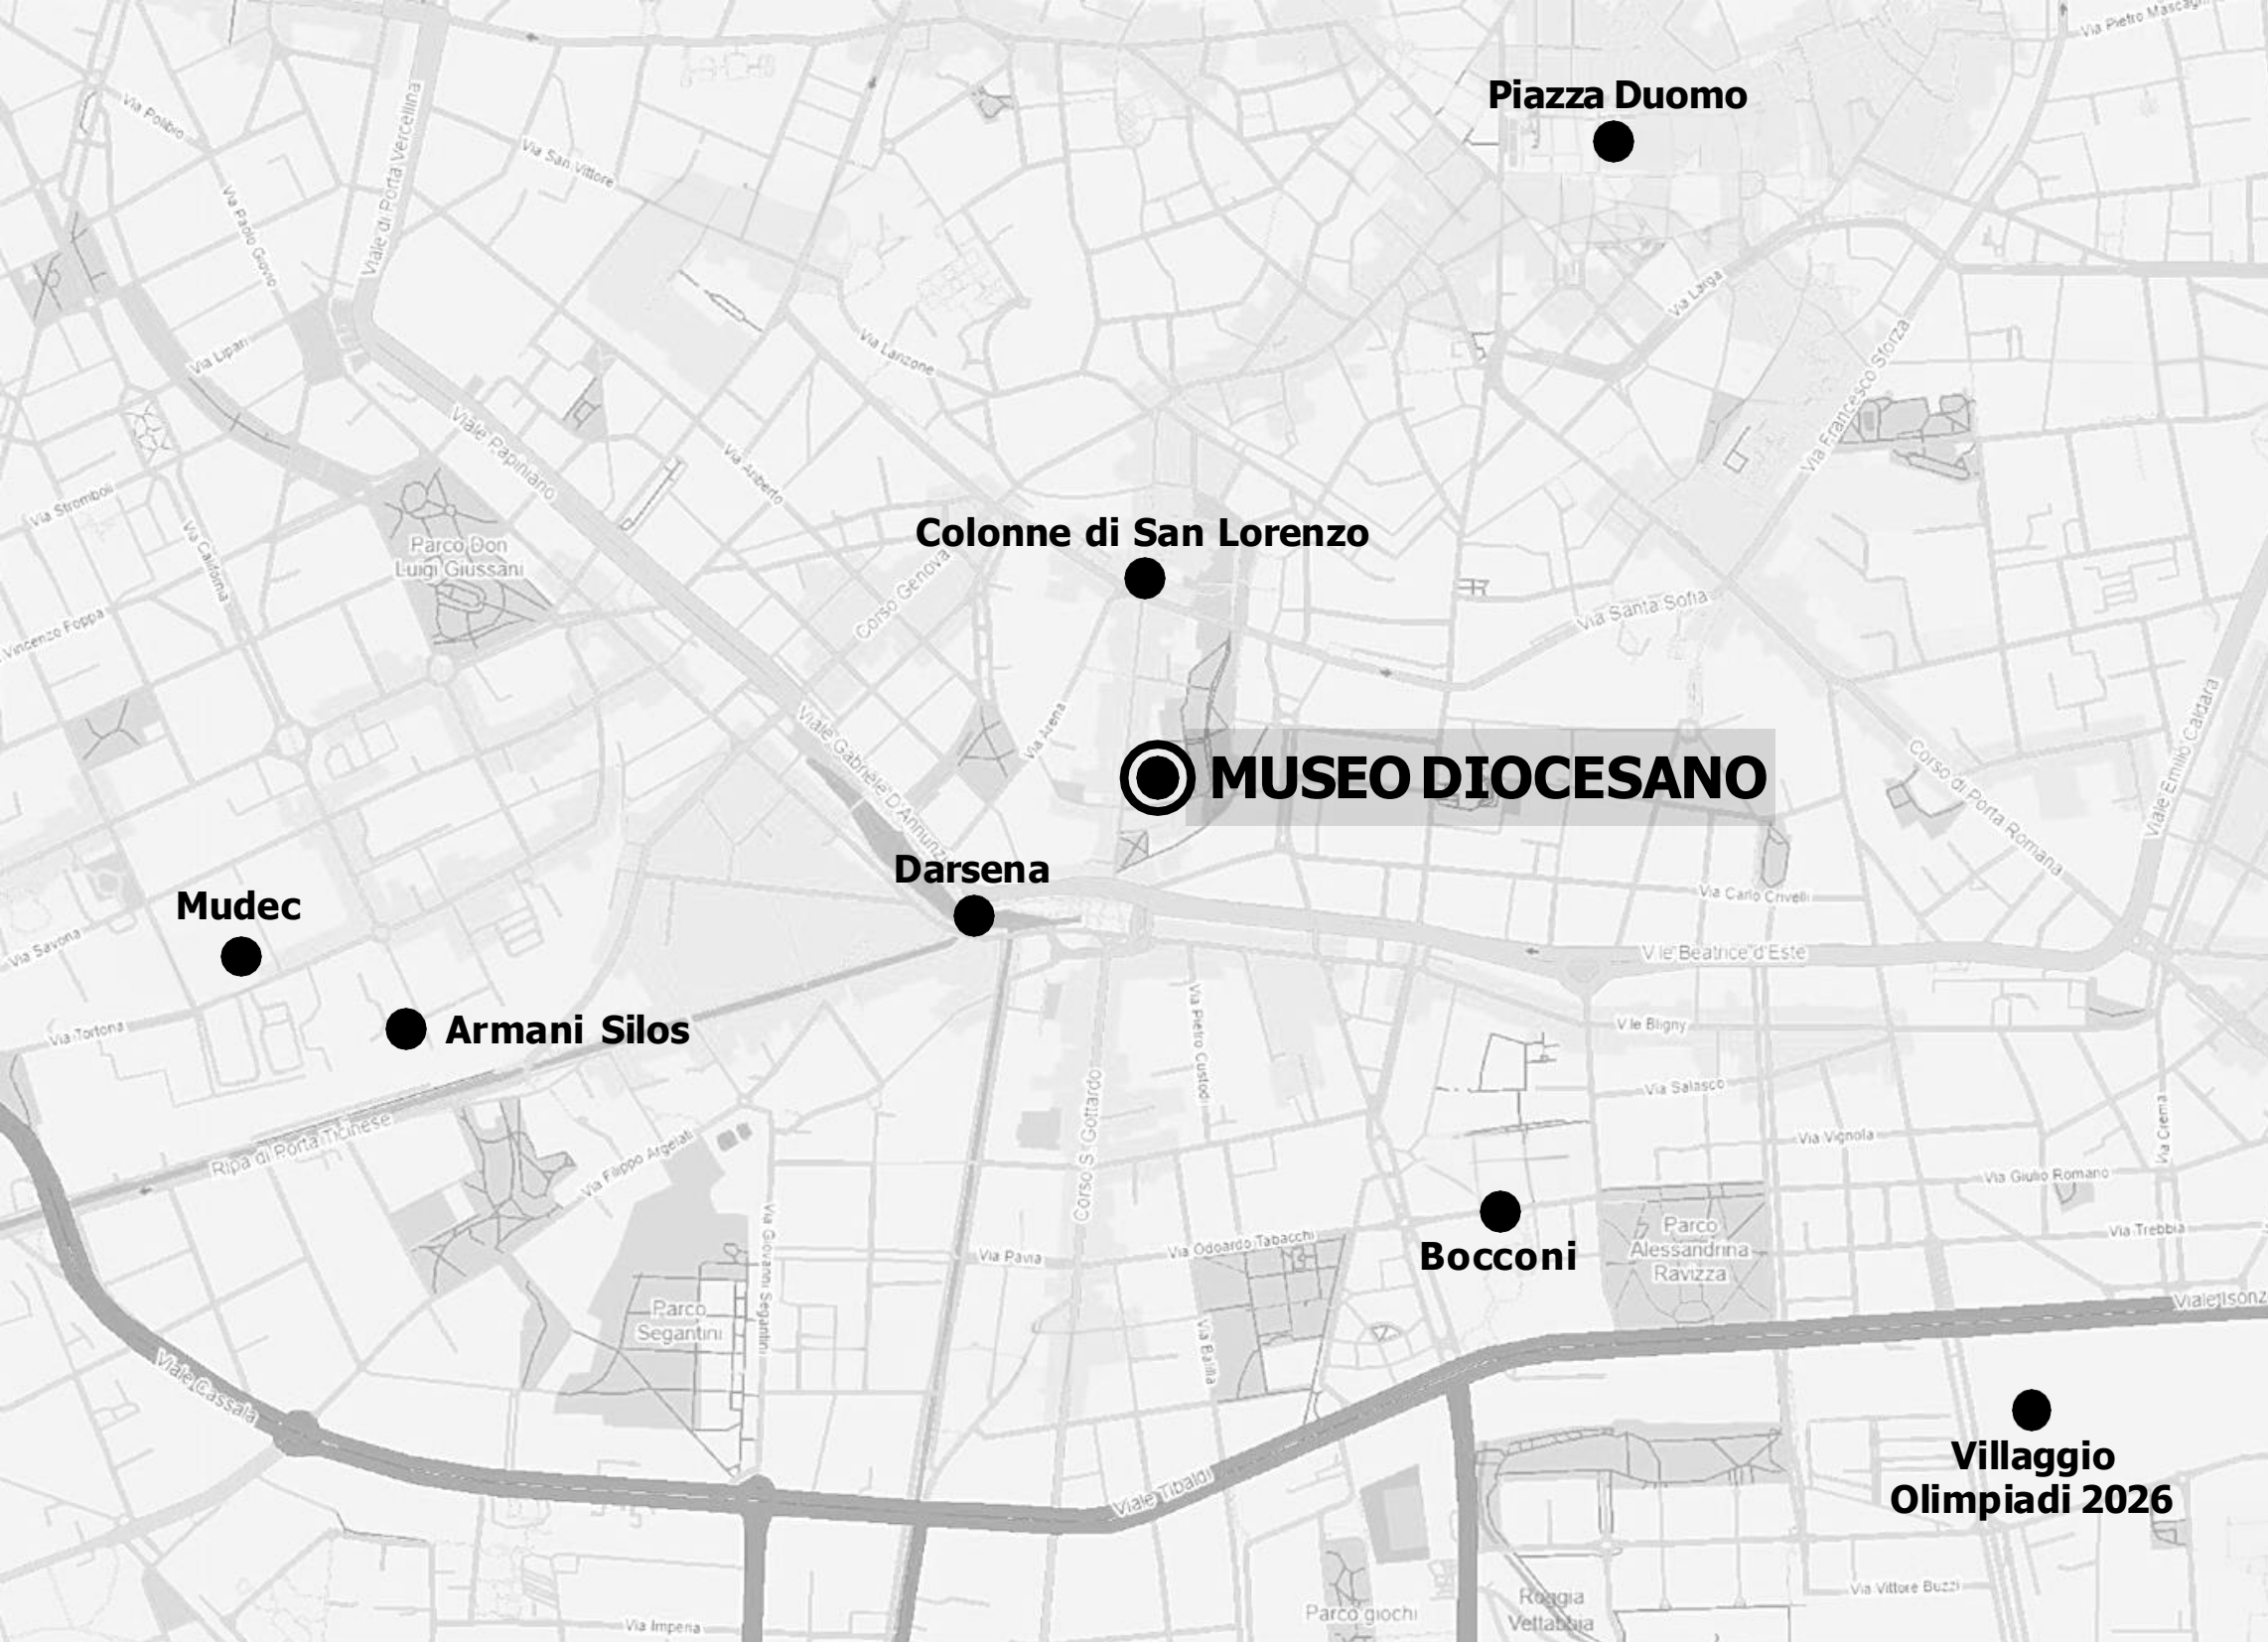 Via Pietro Mascagni
Piazza Duomo
Via Polibio
Viale di Porta Vercellina
Via San Vittore
Via Paolo Giovio
Via Larga
Via Lipari
Via Lanzone
Via Francesco Sforza
Viale Papiniano
Via Ariberto
Via Stromboli
Via California
Parco Don
Luigi Giussani
Colonne di San Lorenzo
Corso Genova
Via Santa Sofia
Vincenzo Foppa
Viale Gabriele D'Annunzio
Via Arena
MUSEO DIOCESANO
Corso di Porta Romana
Viale Emilio Caldara
Darsena
Mudec
Via Carlo Crivelli
Via Savona
V.le Beatrice d'Este
Armani Silos
Via Tortona
Via Pietro Custodi
V.le Bligny
Via Salasco
Ripa di Porta Ticinese
Via Filippo Argelati
Corso S. Gottardo
Via Vignola
Via Crema
Via Giulio Romano
Bocconi
Parco
Alessandrina
Ravizza
Via Trebbia
Via Giovanni Segantini
Via Pavia
Via Odoardo Tabacchi
Parco
Segantini
Via Balilla
Viale Isonz
Viale Cassala
Viale Tibaldi
Villaggio
Olimpiadi 2026
Via Vittore Buzzi
Parco giochi
Roggia
Vettabbia
Via Imperia